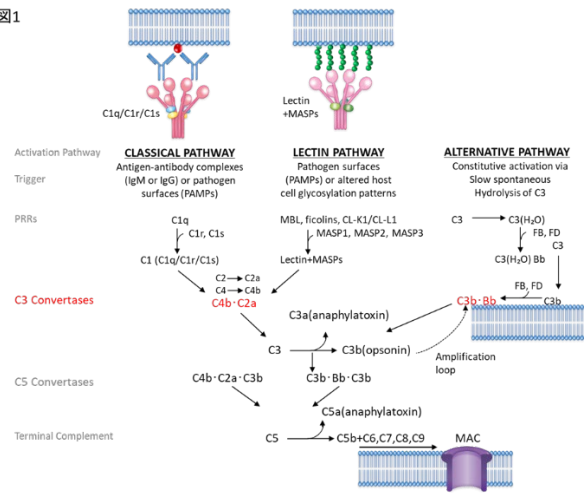 図1
C1q/C1r/C1s
Lectin
+MASPs
Activation Pathway
CLASSICAL PATHWAY
LECTIN PATHWAY
ALTERNATIVE PATHWAY
Trigger
Antigen-antibody complexes
(IgM or IgG) or pathogen
surfaces (PAMPs)
Pathogen surfaces
(PAMPs) or altered host
cell glycosylation patterns
Constitutive activation via
Slow spontaneous
Hydrolysis of C3
PRRs
C1q
C1r, C1s
C1 (C1q/C1r/C1s)
MBL, ficolins, CL-K1/CL-L1
MASP1, MASP2, MASP3
Lectin+MASPs
C3
C3(H₂O)
FB, FD
C3
C3(H₂O) Bb
FB, FD
C3b·Bb
C3b
C2 C2a
C4 C4b
C3 Convertases
C4b·C2a
C3a(anaphylatoxin)
C3
C3b(opsonin)
Amplification
loop
C5 Convertases
C4b·C2a·C3b
C3b·Bb·C3b
C5a(anaphylatoxin)
Terminal Complement
C5
C5b+C6,C7,C8,C9
MAC